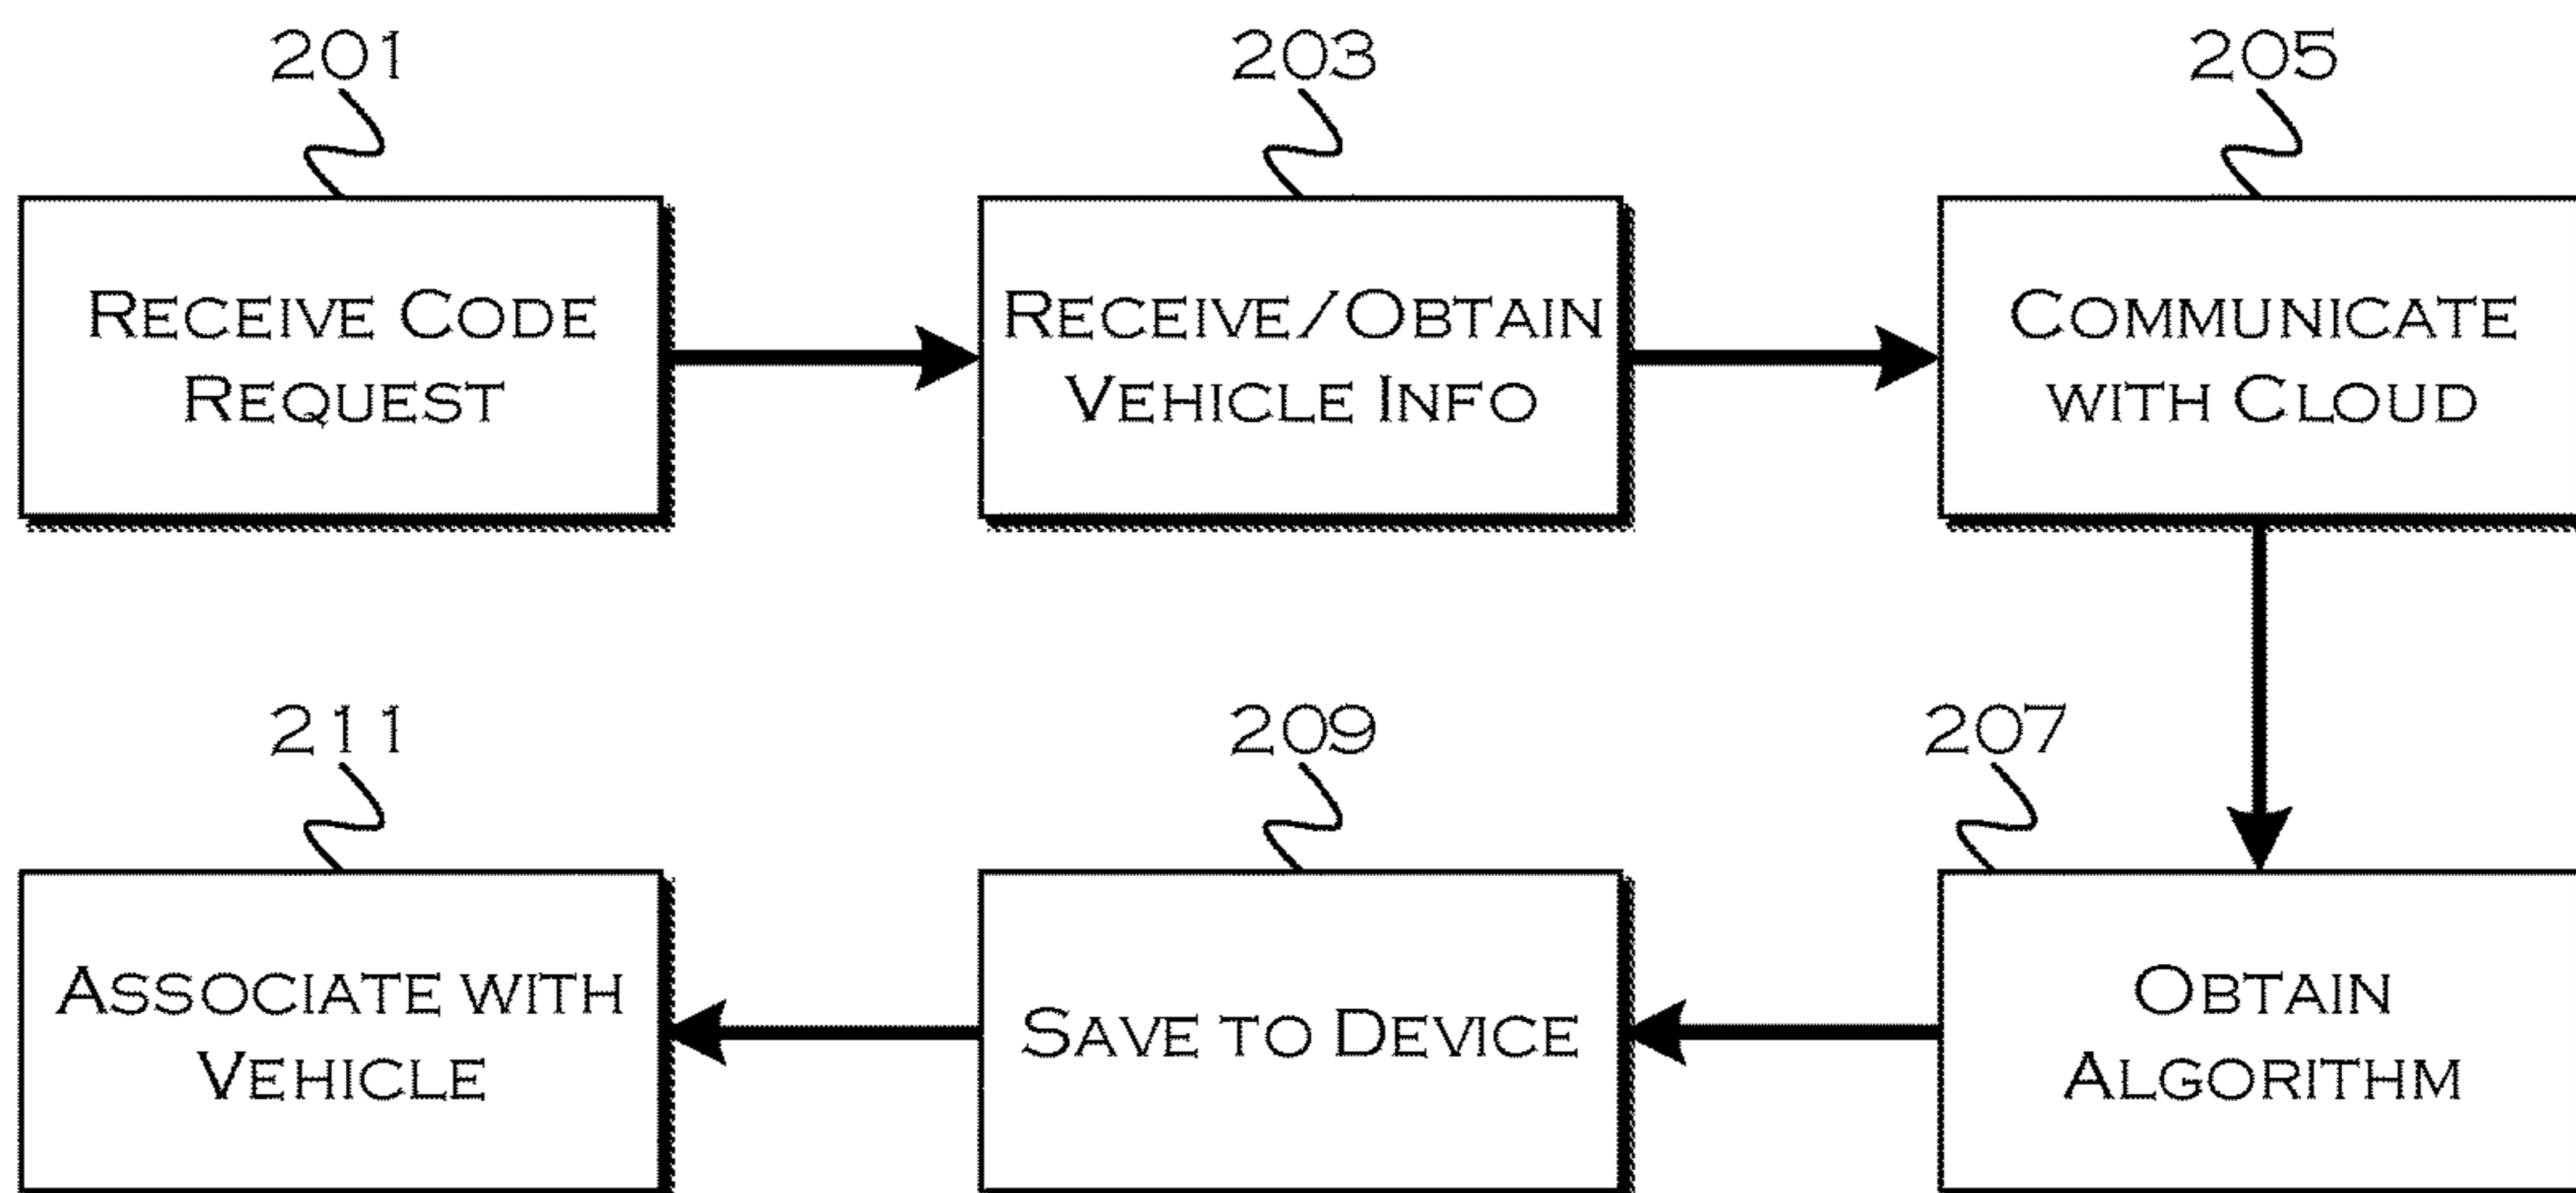 201
203
205
RECEIVE CODE
REQUEST
RECEIVE/OBTAIN
VEHICLE INFO
COMMUNICATE
WITH CLOUD
211
209
207
ASSOCIATE WITH
VEHICLE
SAVE TO DEVICE
OBTAIN
ALGORITHM